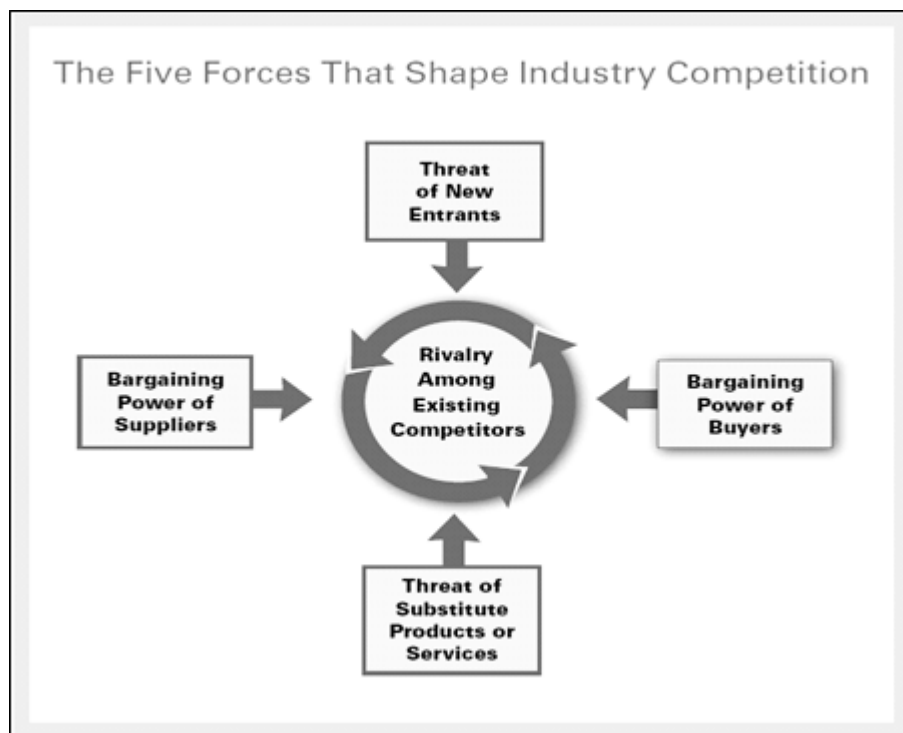 The Five Forces That Shape Industry Competition
Threat
of New
Entrants
Rivalry
Among
Existing
Competitors
Bargaining
Power of
Suppliers
Bargaining
Power of
Buyers
Threat of
Substitute
Products or
Services